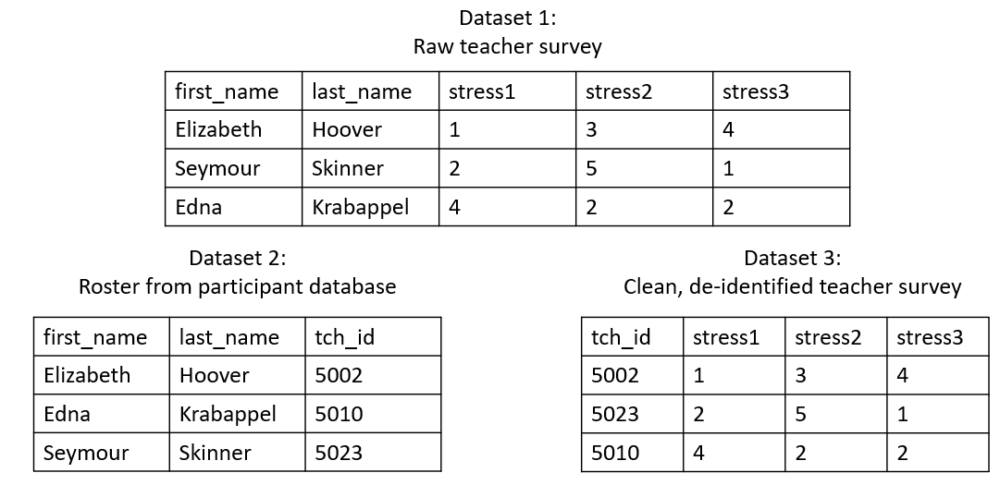 Dataset 1:
Raw teacher survey
first_name last_name stress1 stress2 stress3
Elizabeth Hoover 1 3 4
Seymour Skinner 2 5 1
Edna Krabappel 4 2 2
Dataset 2:
Roster from participant database
first_name last_name tch_id
Elizabeth Hoover 5002
Edna Krabappel 5010
Seymour Skinner 5023
Dataset 3:
Clean, de-identified teacher survey
tch_id stress1 stress2 stress3
5002 1 3 4
5023 2 5 1
5010 4 2 2